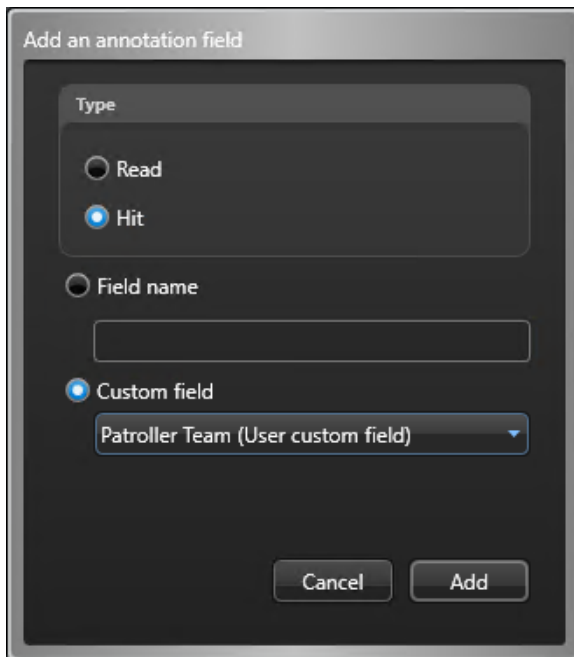 Add an annotation field
Type
Read
Hit
Field name
Custom field
Patroller Team (User custom field)
Cancel
Add